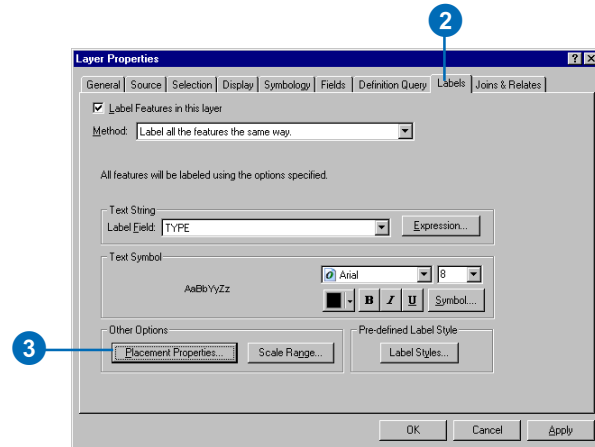 2
Layer Properties
General Source Selection Display Symbology Fields Definition Query Labels Joins & Relates
Label Features in this layer
Method: Label all the features the same way.
All features will be labeled using the options specified.
Text String
Label Field: TYPE Expression...
Text Symbol
AaBbYyZz
Arial 8
B I U Symbol...
Other Options Pre-defined Label Style
3 Placement Properties... Scale Range... Label Styles...
OK Cancel Apply